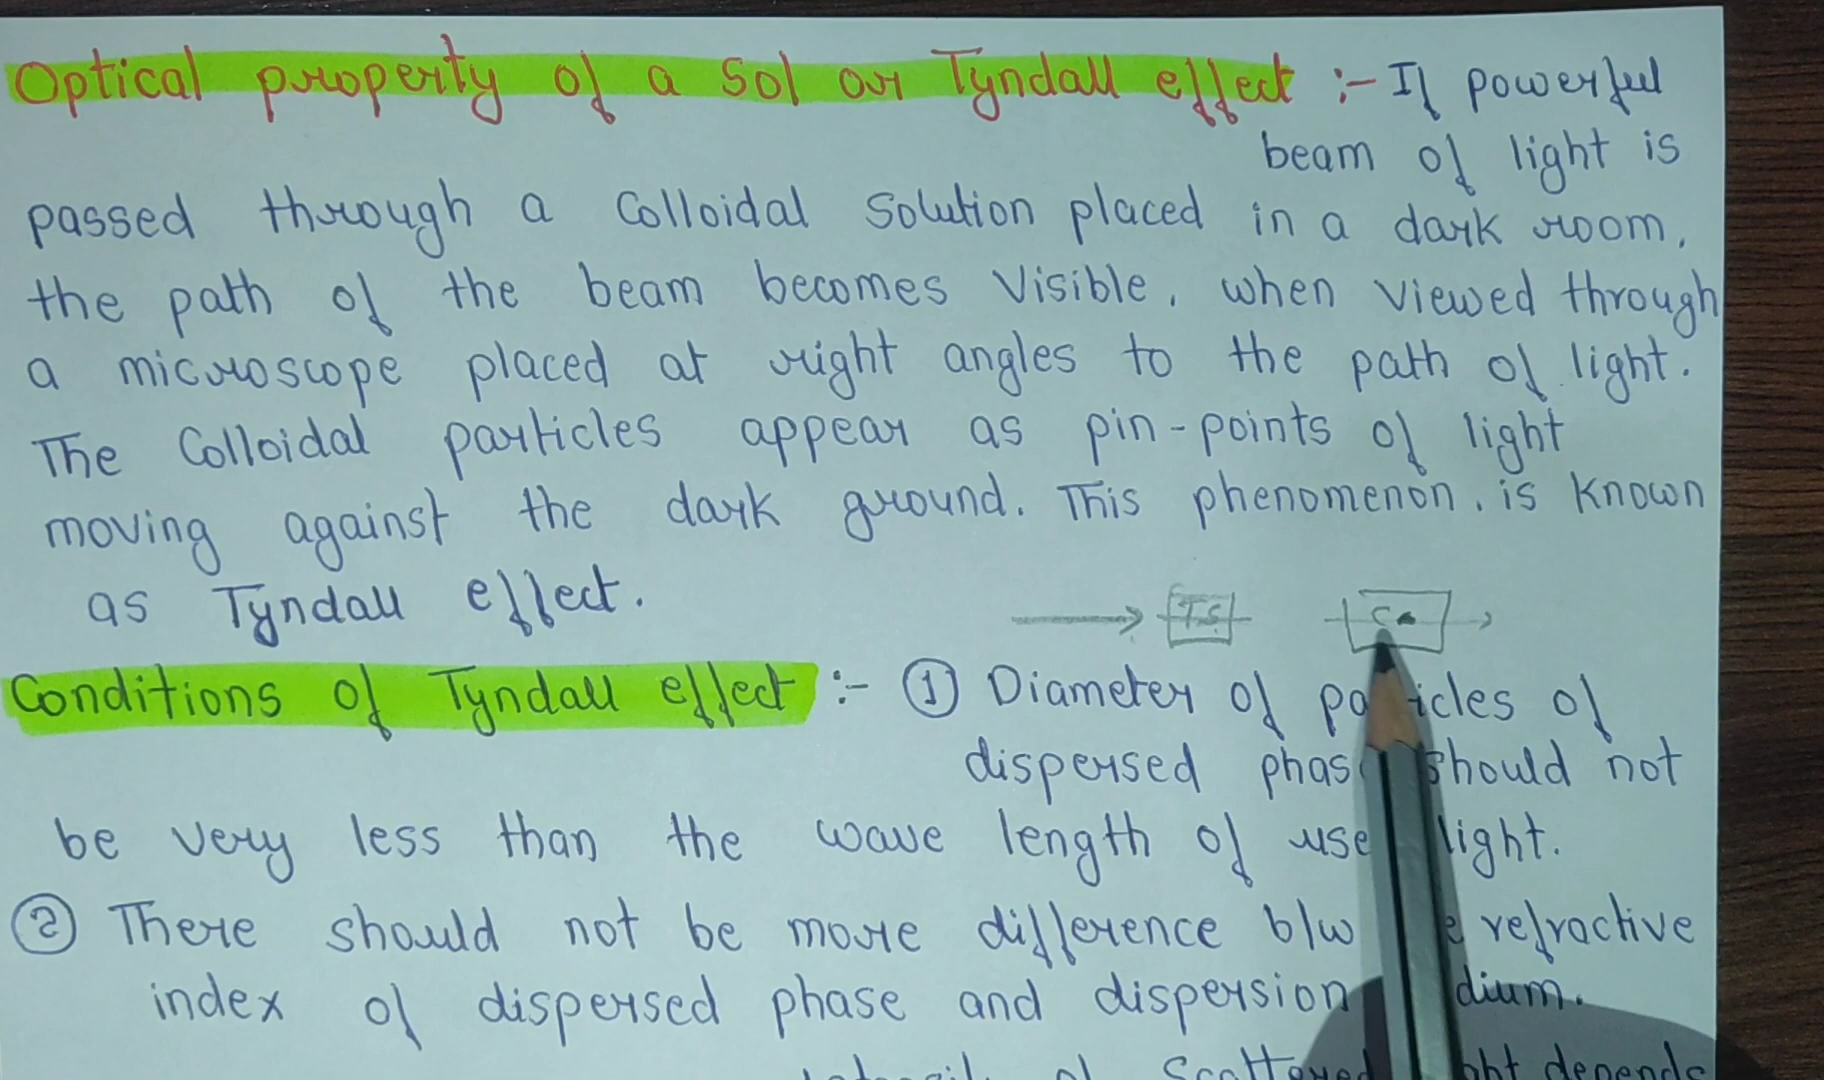 Optical property of a Sol or Tyndall effect :- If powerful
beam of light is
passed through a Colloidal Solution placed in a dark room,
the path of the beam becomes Visible, when viewed through
a microscope placed at right angles to the path of light.
The Colloidal particles appear as pin-points of light
moving against the dark ground. This phenomenon, is known
as Tyndall effect.
T.S
Conditions of Tyndall effect :- ① Diameter of of
dispersed should not
be very less than the wave length of light.
② There should not be more difference b/w refractive
index of dispersed phase and dispersion
of depends